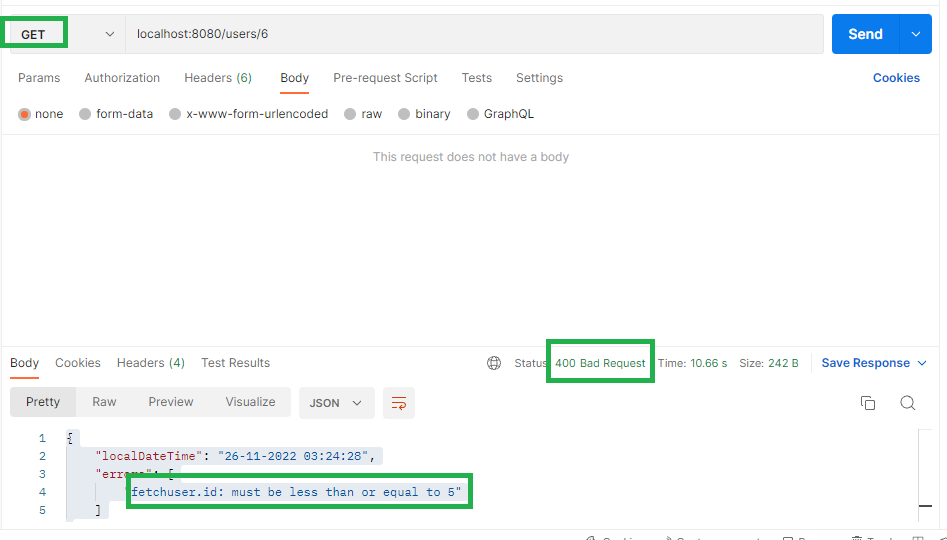 GET localhost:8080/users/6 Send
Params Authorization Headers (6) Body Pre-request Script Tests Settings Cookies
none form-data x-www-form-urlencoded raw binary GraphQL
This request does not have a body
Body Cookies Headers (4) Test Results Status 400 Bad Request Time: 10.66 s Size: 242 B Save Response
Pretty Raw Preview Visualize JSON
1 {
2 "localDateTime": "26-11-2022 03:24:28",
3 "errors": [
4 "fetchuser.id: must be less than or equal to 5"
5 ]